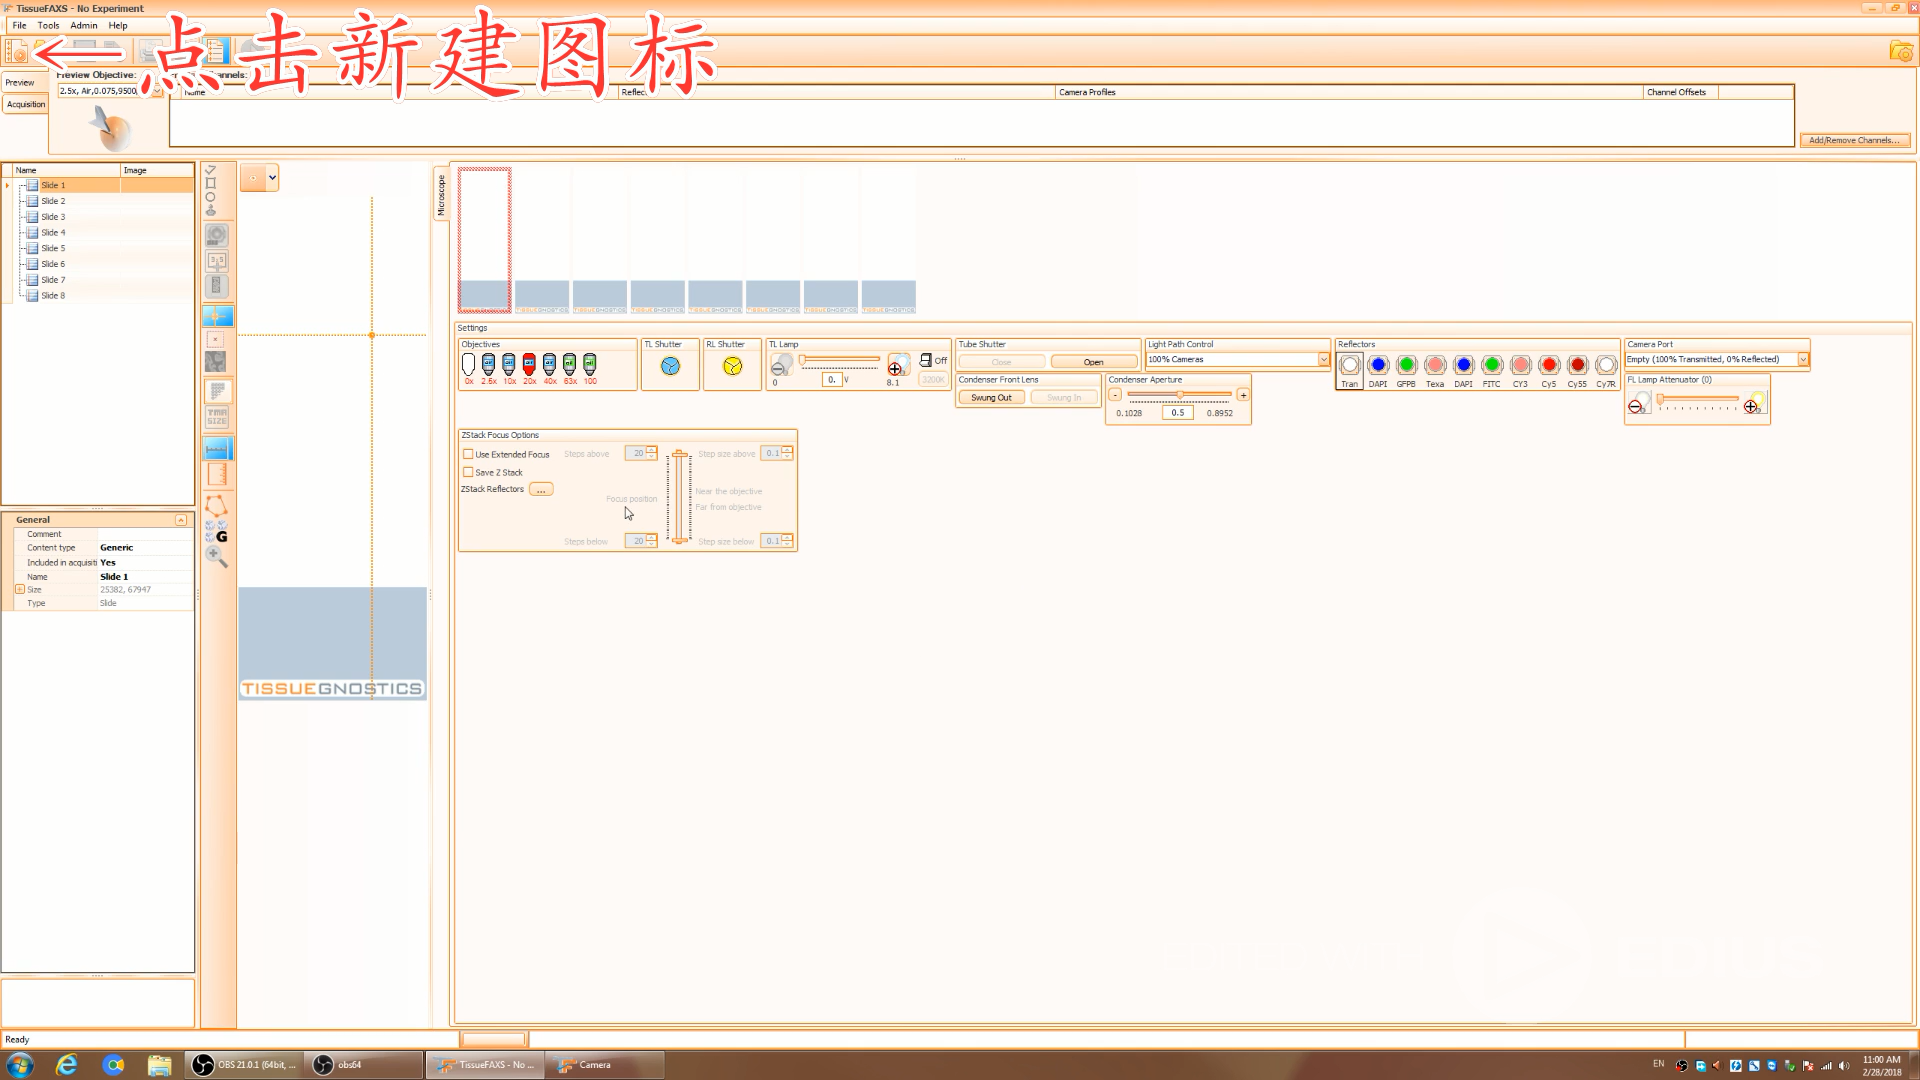 TissueFAXS - No Experiment
File Tools Admin Help
点击新建图标
Preview
Preview Objective:
2.5x, Air,0.075,9500,
Acquisition
Name
Camera Profiles
Channel Offsets
Add/Remove Channels...
Name Image
Slide 1
Slide 2
Slide 3
Slide 4
Slide 5
Slide 6
Slide 7
Slide 8
Microscope
TISSUEGNOSTICS TISSUEGNOSTICS TISSUEGNOSTICS TISSUEGNOSTICS TISSUEGNOSTICS TISSUEGNOSTICS TISSUEGNOSTICS
Settings
Objectives
0x 2.5x 10x 20x 40x 63x 100
TL Shutter
RL Shutter
TL Lamp
0 0. V 8.1
Off
3200K
Tube Shutter
Close Open
Condenser Front Lens
Swung Out Swung In
Light Path Control
100% Cameras
Condenser Aperture
- +
0.1028 0.5 0.8952
Reflectors
Tran DAPI GFPB Texa DAPI FITC CY3 Cy5 Cy55 Cy7R
Camera Port
Empty (100% Transmitted, 0% Reflected)
FL Lamp Attenuator (0)
ZStack Focus Options
Use Extended Focus Steps above 20 Step size above 0.1
Save Z Stack
ZStack Reflectors ...
Focus position
Near the objective
Far from objective
Steps below 20 Step size below 0.1
TMA
SIZE
G
General
Comment
Content type Generic
Included in acquisiti Yes
Name Slide 1
Size 25382, 67947
Type Slide
TISSUEGNOSTICS
Ready
OBS 21.0.1 (64bit, ...
obs64
TissueFAXS - No ...
Camera
EN
11:00 AM
2/28/2018